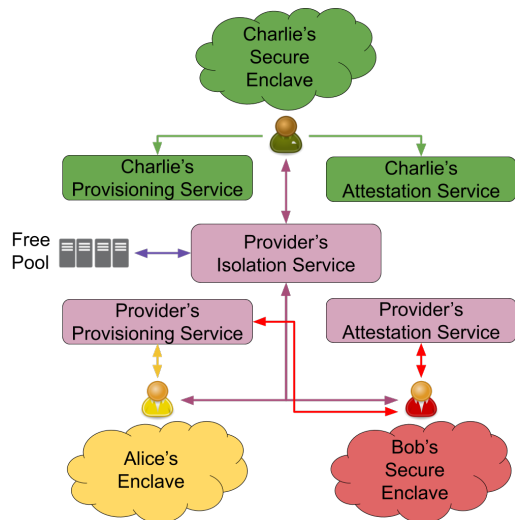 Charlie's
Secure
Enclave
Charlie's
Provisioning Service
Charlie's
Attestation Service
Free
Pool
Provider's
Isolation Service
Provider's
Provisioning Service
Provider's
Attestation Service
Alice's
Enclave
Bob's
Secure
Enclave